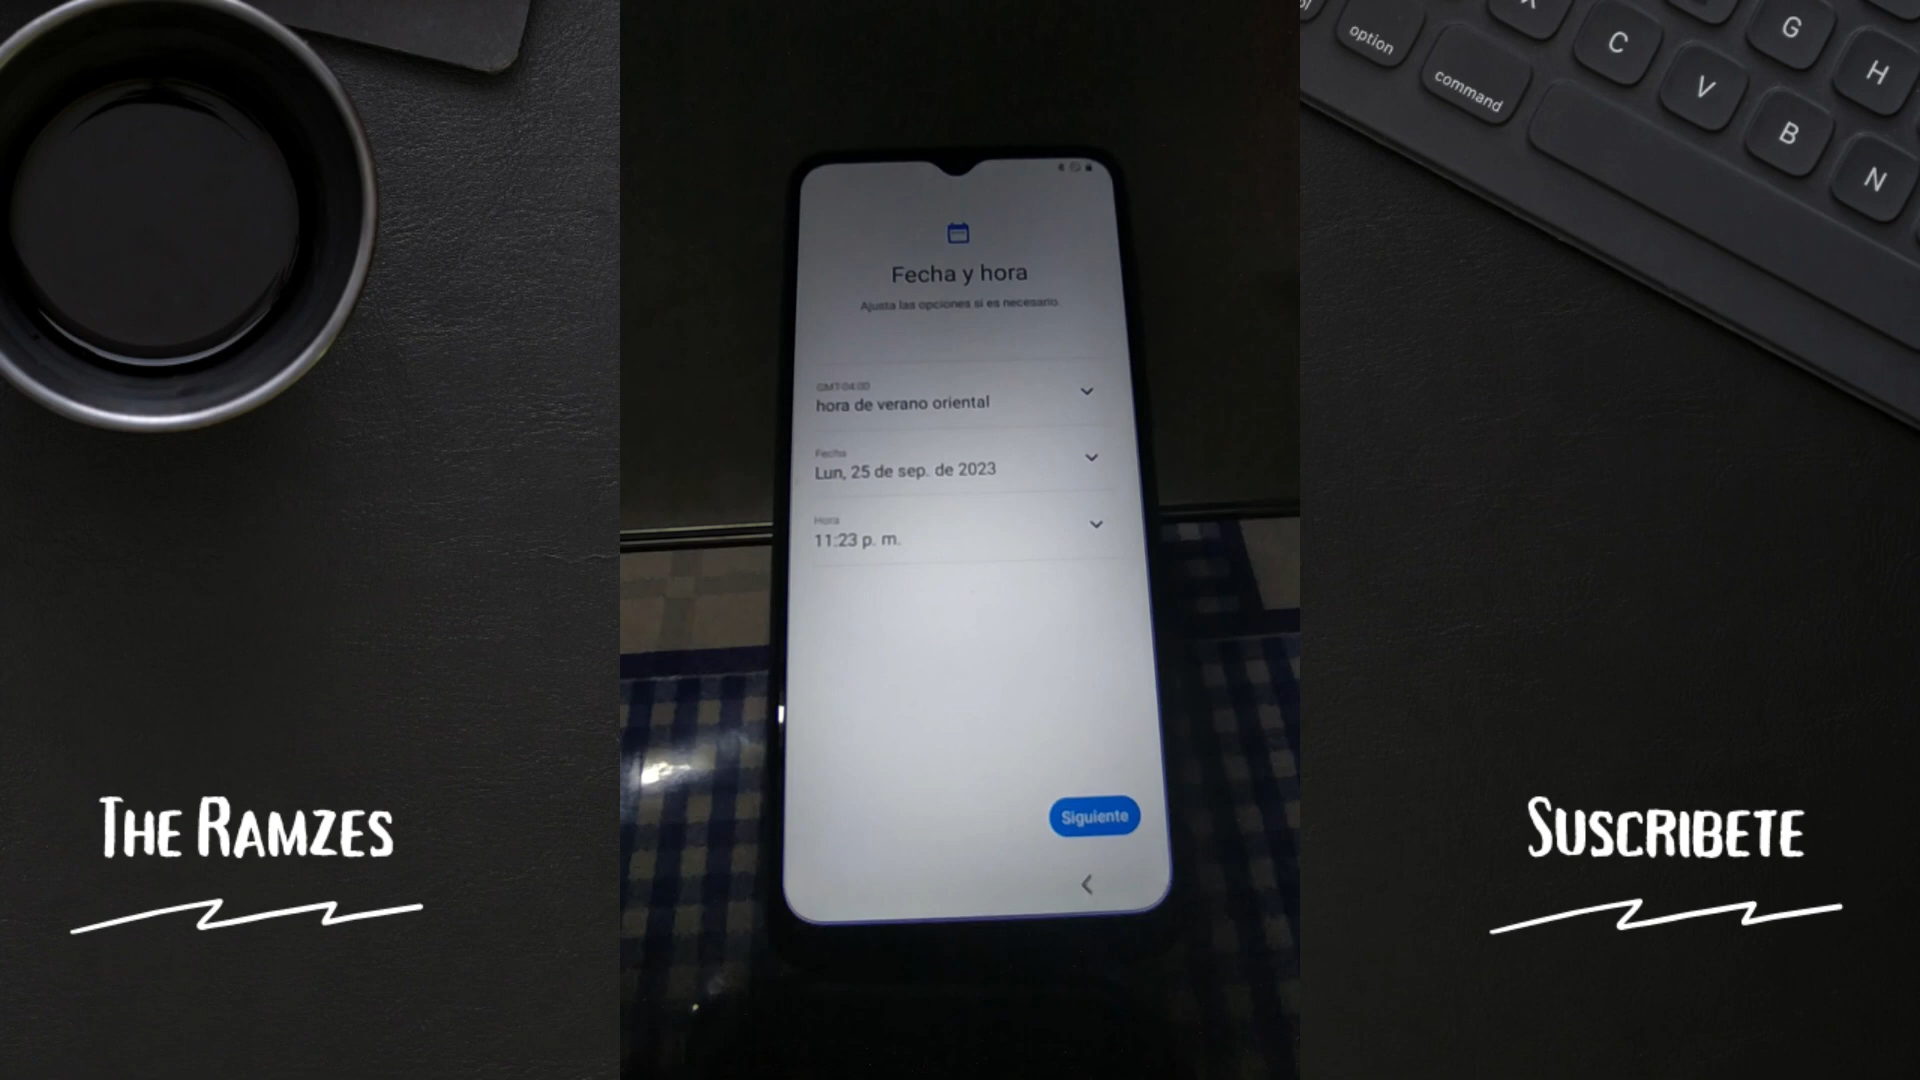 option
command
C
V
B
N
G
H
Fecha y hora
Ajusta las opciones si es necesario
GMT-04:00
hora de verano oriental
Fecha
Lun, 25 de sep. de 2023
Hora
11:23 p. m.
Siguiente
The Ramzes
Suscribete